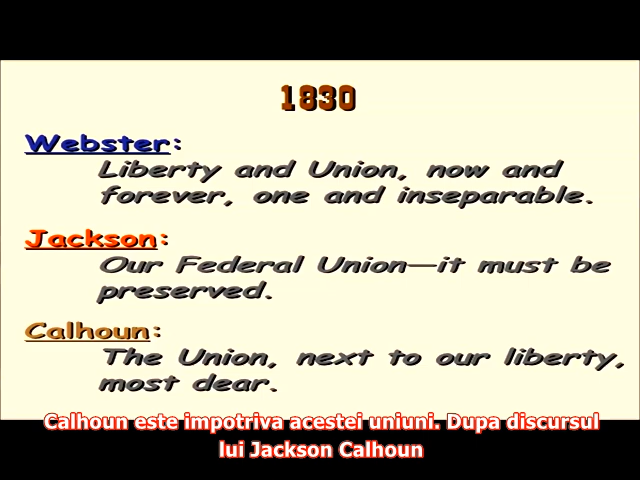 1830
Webster:
Liberty and Union, now and
forever, one and inseparable.
Jackson:
Our Federal Union—it must be
preserved.
Calhoun:
The Union, next to our liberty,
most dear.
Calhoun este impotriva acestei uniuni. Dupa discursul
lui Jackson Calhoun